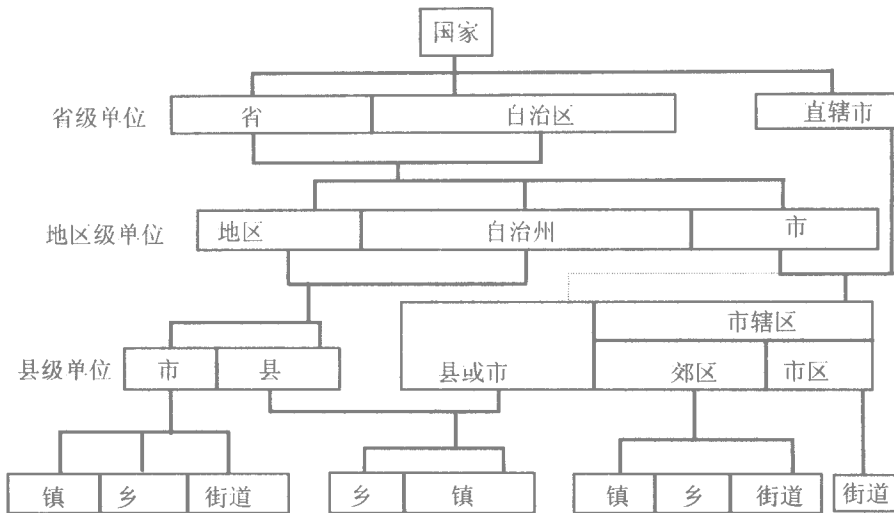 国家
省级单位 省 自治区 直辖市
地区级单位 地区 自治州 市
市辖区
县级单位 市 县 县或市 郊区 市区
镇 乡 街道 乡 镇 镇 乡 街道 街道